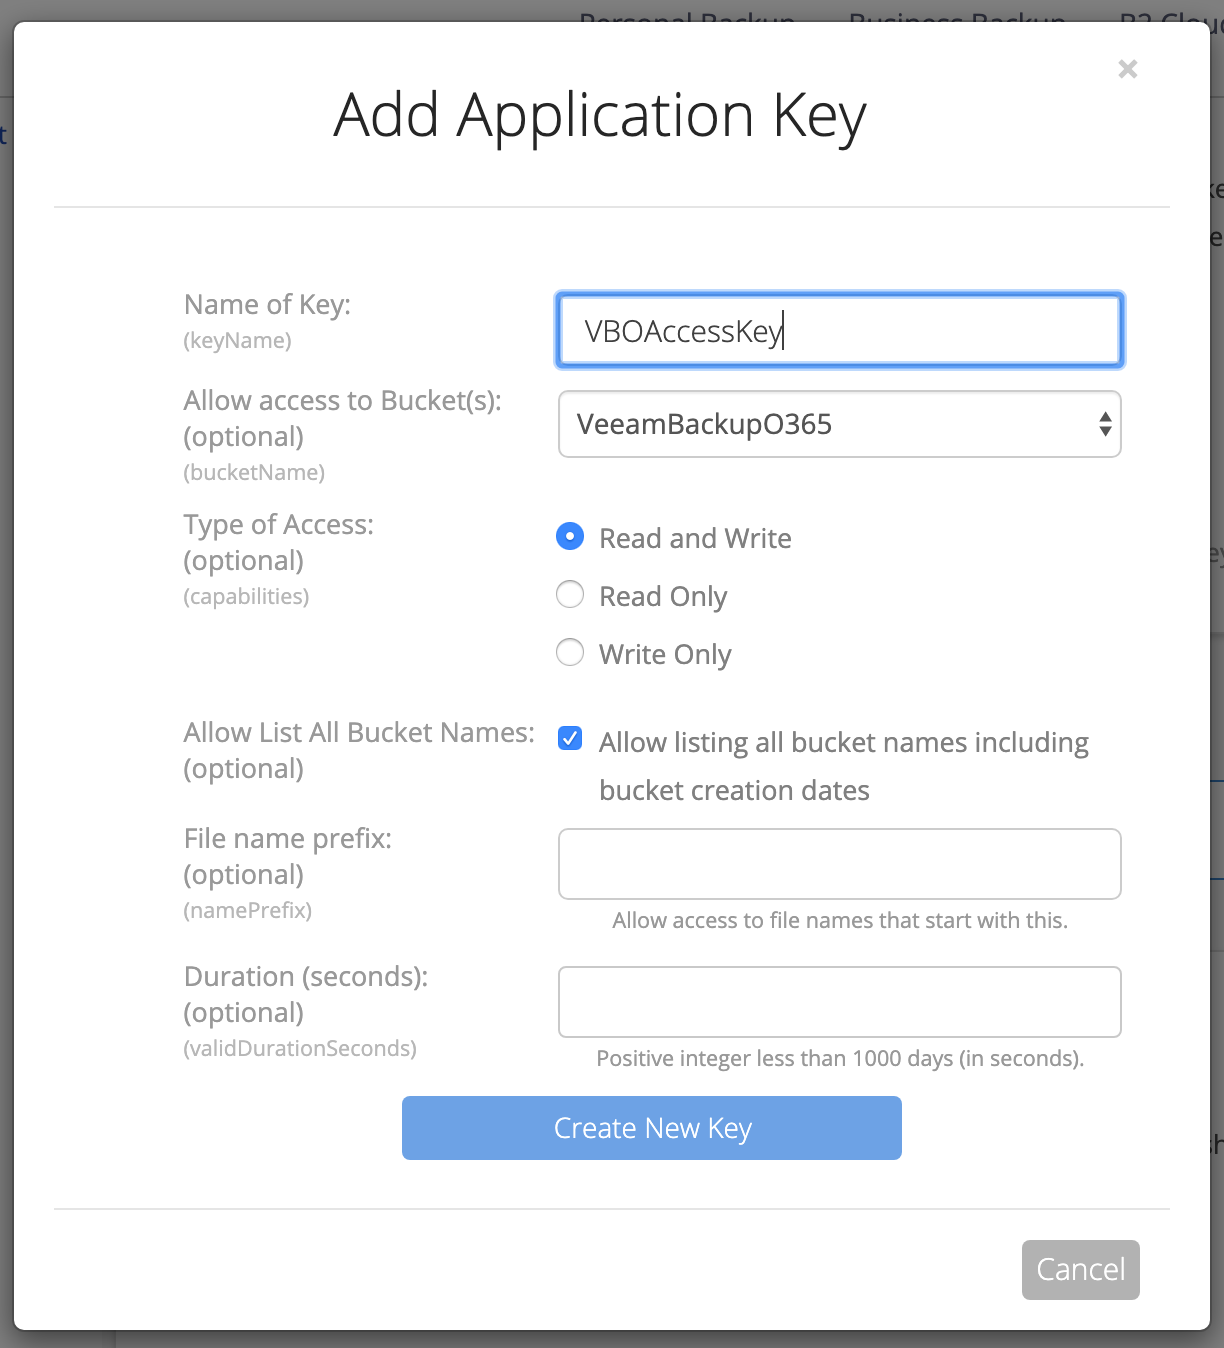 Personal Backup Business Backup B2 Clou
×
Add Application Key
Name of Key:
(keyName)
VBOAccessKey
Allow access to Bucket(s):
(optional)
(bucketName)
VeeamBackupO365
Type of Access:
(optional)
(capabilities)
Read and Write
Read Only
Write Only
Allow List All Bucket Names:
(optional)
Allow listing all bucket names including
bucket creation dates
File name prefix:
(optional)
(namePrefix)
Allow access to file names that start with this.
Duration (seconds):
(optional)
(validDurationSeconds)
Positive integer less than 1000 days (in seconds).
Create New Key
Cancel